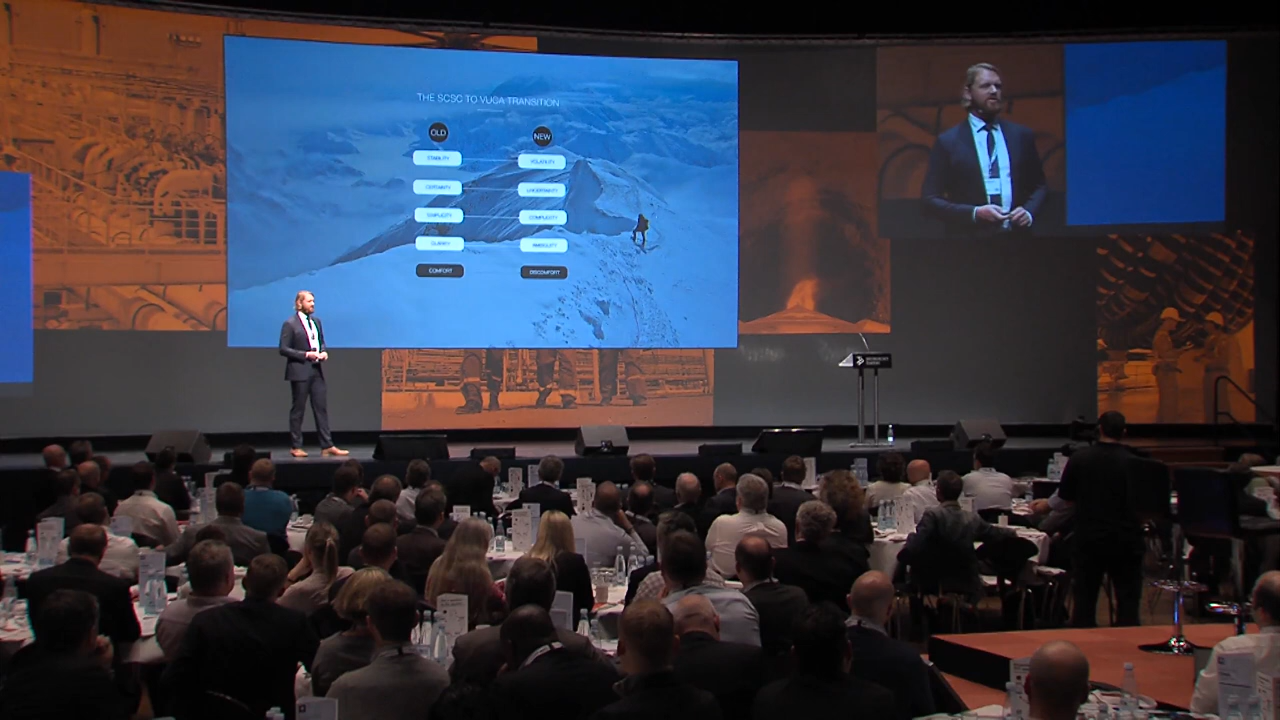 THE SCSC TO VUCA TRANSITION
OLD NEW
STABILITY VOLATILITY
CERTAINTY UNCERTAINTY
SIMPLICITY COMPLEXITY
CLARITY AMBIGUITY
COMFORT DISCOMFORT